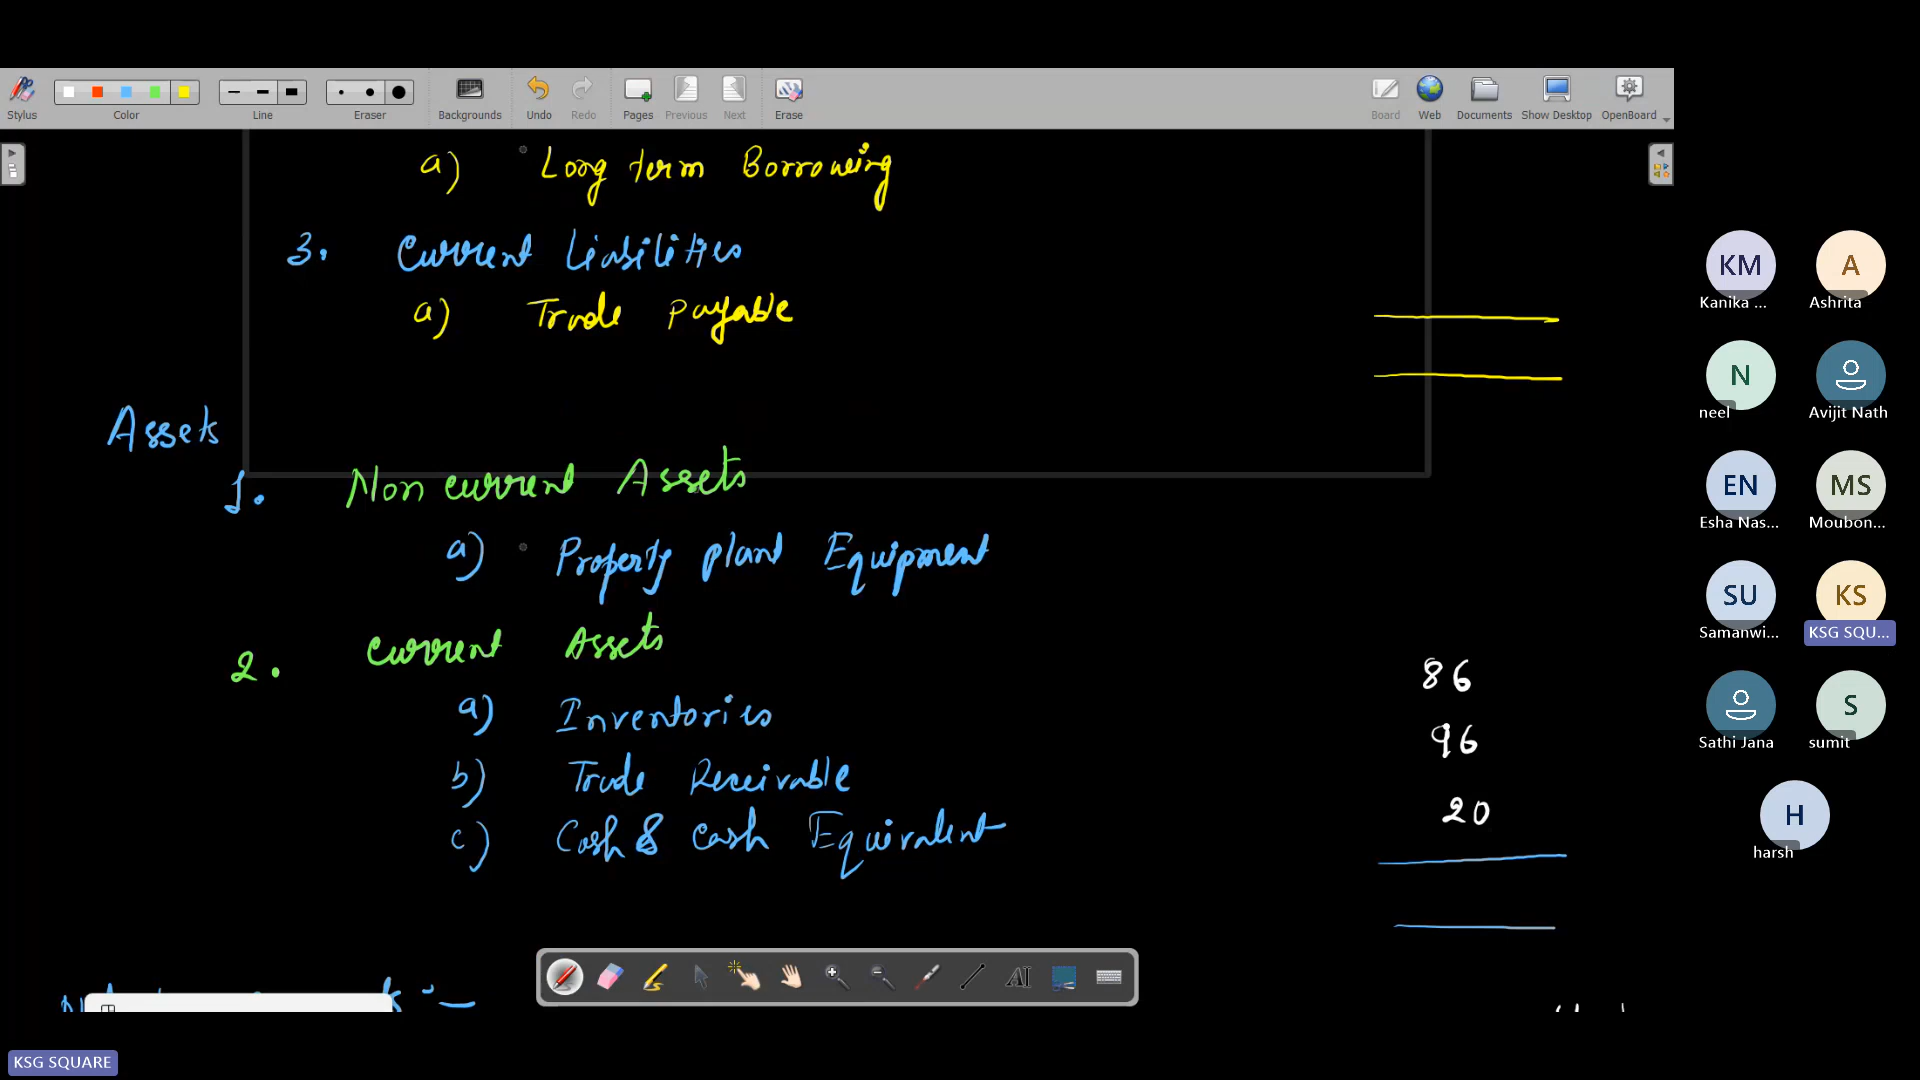 Stylus Color Line Eraser Backgrounds Undo Redo Pages Previous Next Erase Board Web Documents Show Desktop OpenBoard
a) Long term Borrowing
3. Current Liabilities
a) Trade Payable
Assets
1. Non current Assets
a) Property plant Equipment
2. Current Assets
a) Inventories 86
b) Trade Receivable 96
c) Cash & Cash Equivalent 20
KM A
Kanika ... Ashrita
N
neel Avijit Nath
EN MS
Esha Nas... Moubon...
SU KS
Samanwi... KSG SQU...
S
Sathi Jana sumit
H
harsh
KSG SQUARE